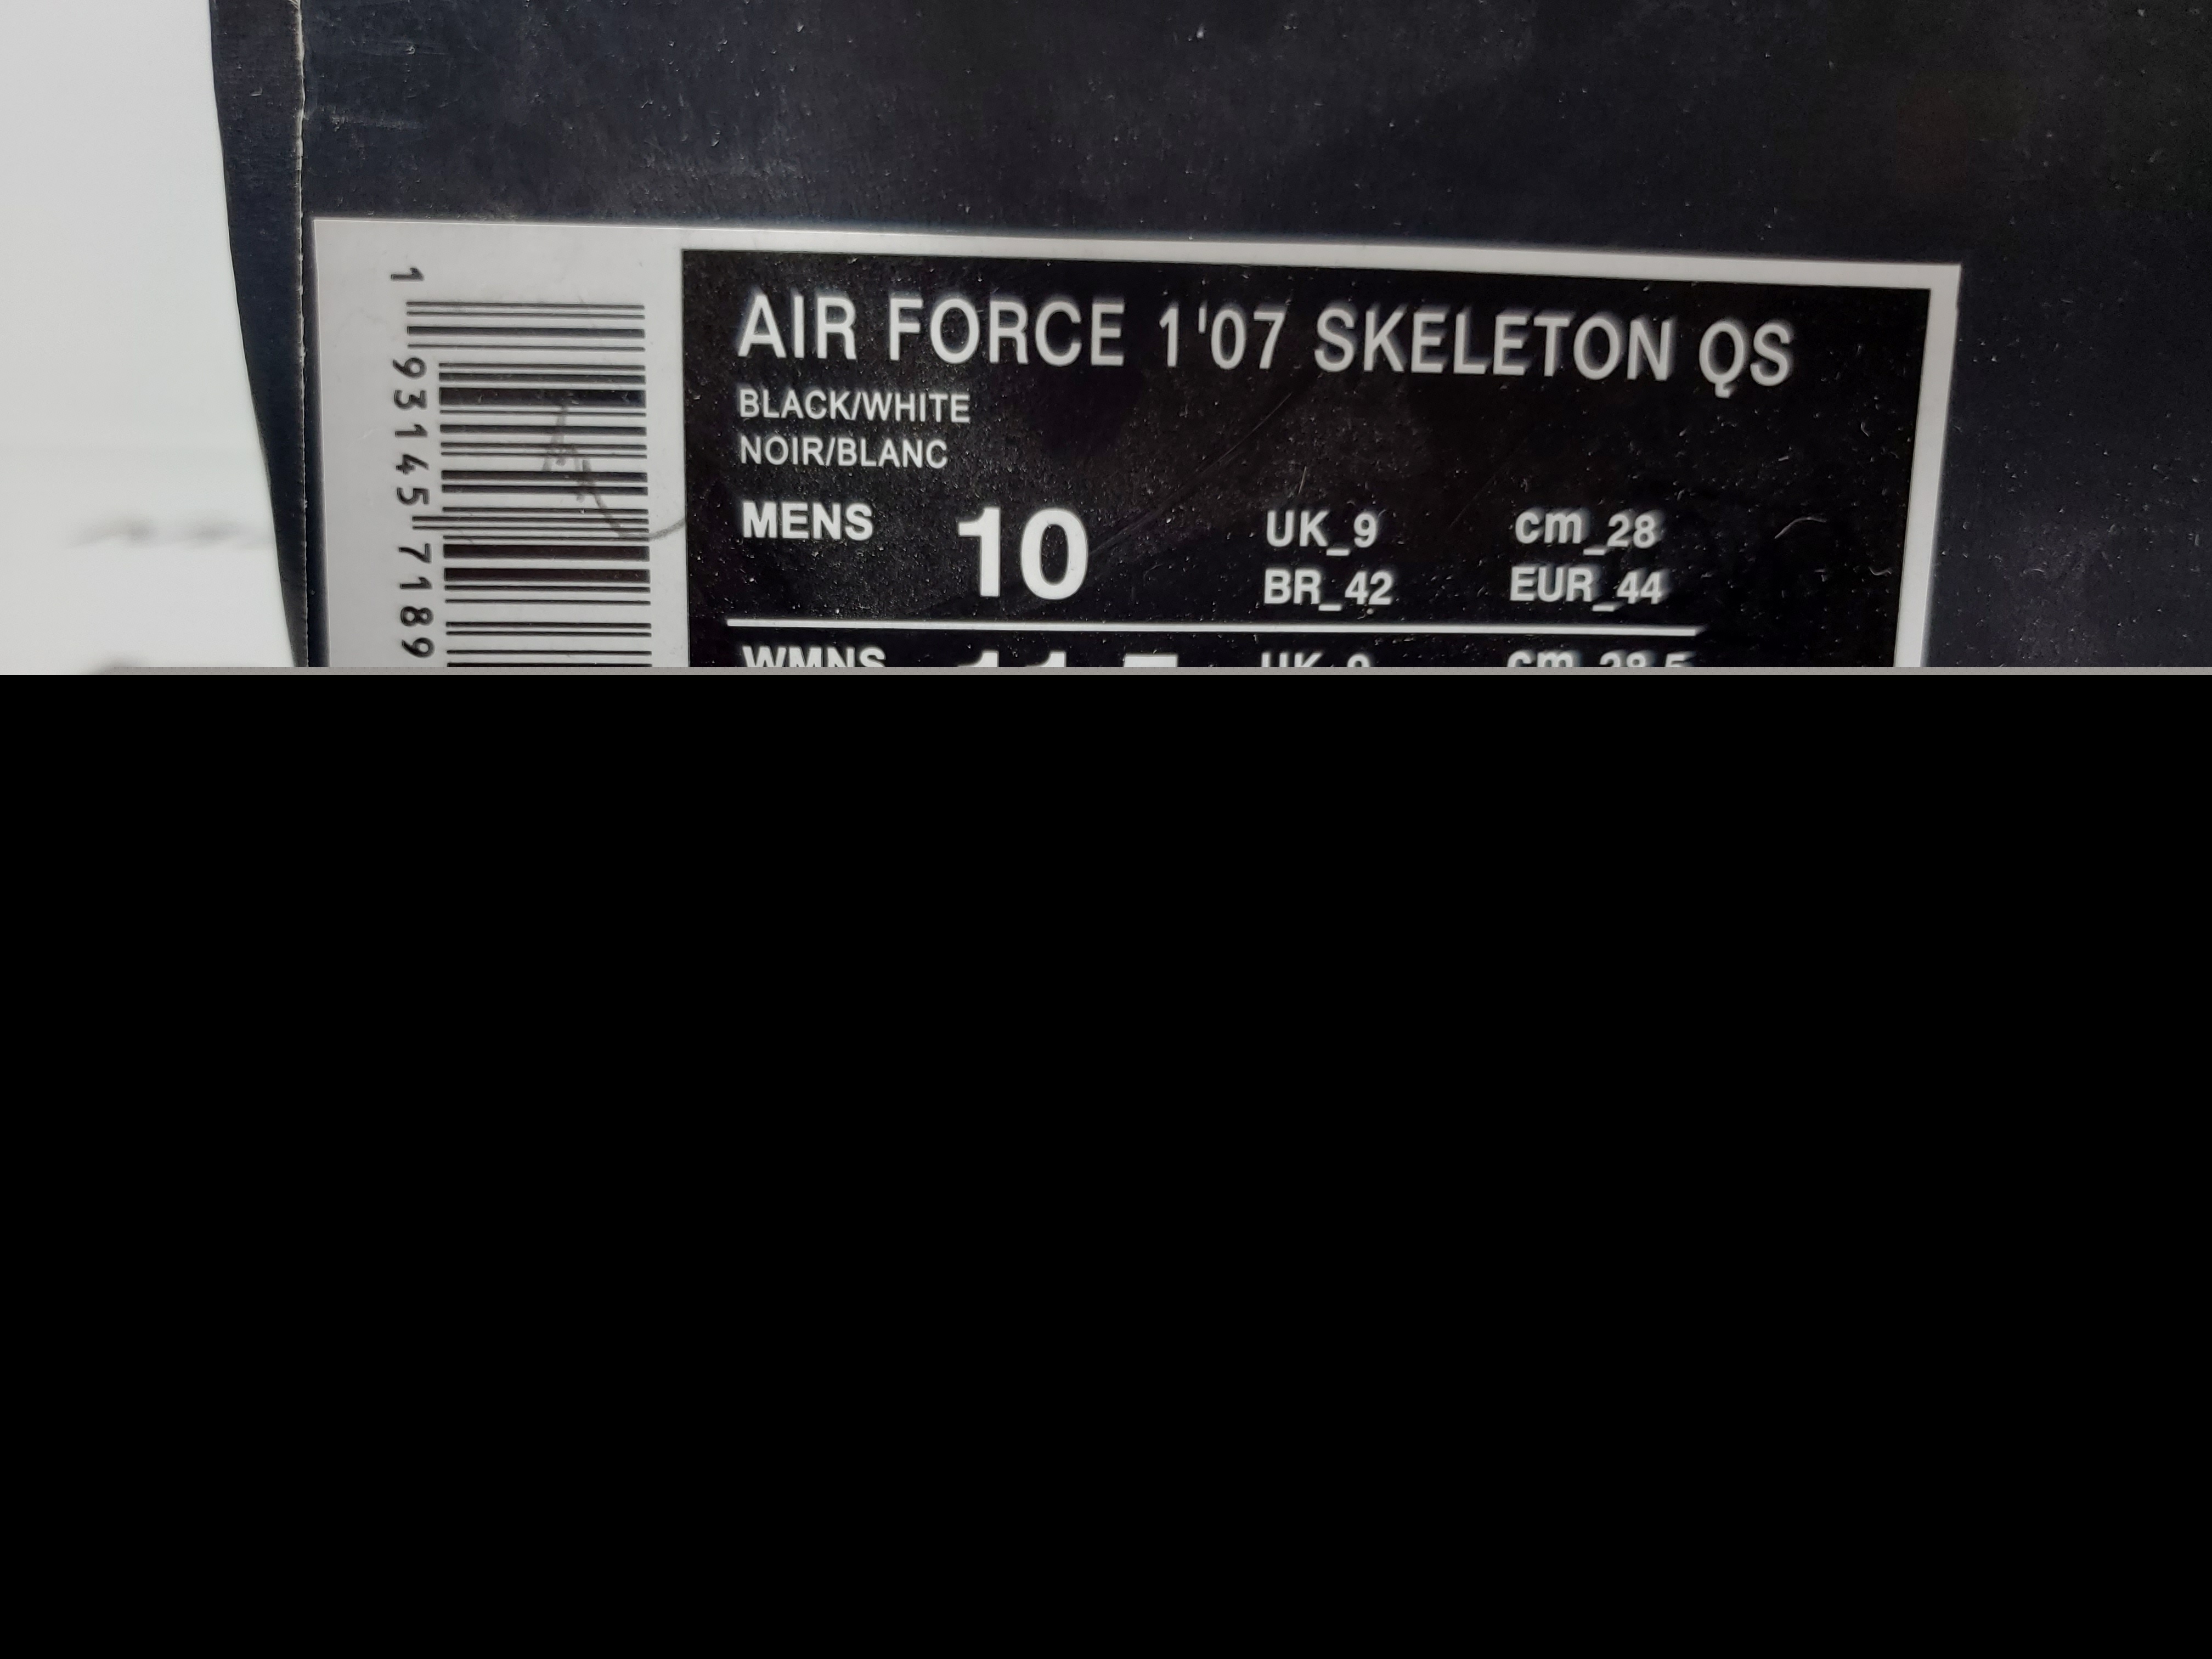 AIR FORCE 1'07 SKELETON QS
BLACK/WHITE
NOIR/BLANC
MENS 10 UK_9 cm_28
BR_42 EUR_44
WMNS
1 93145 7189